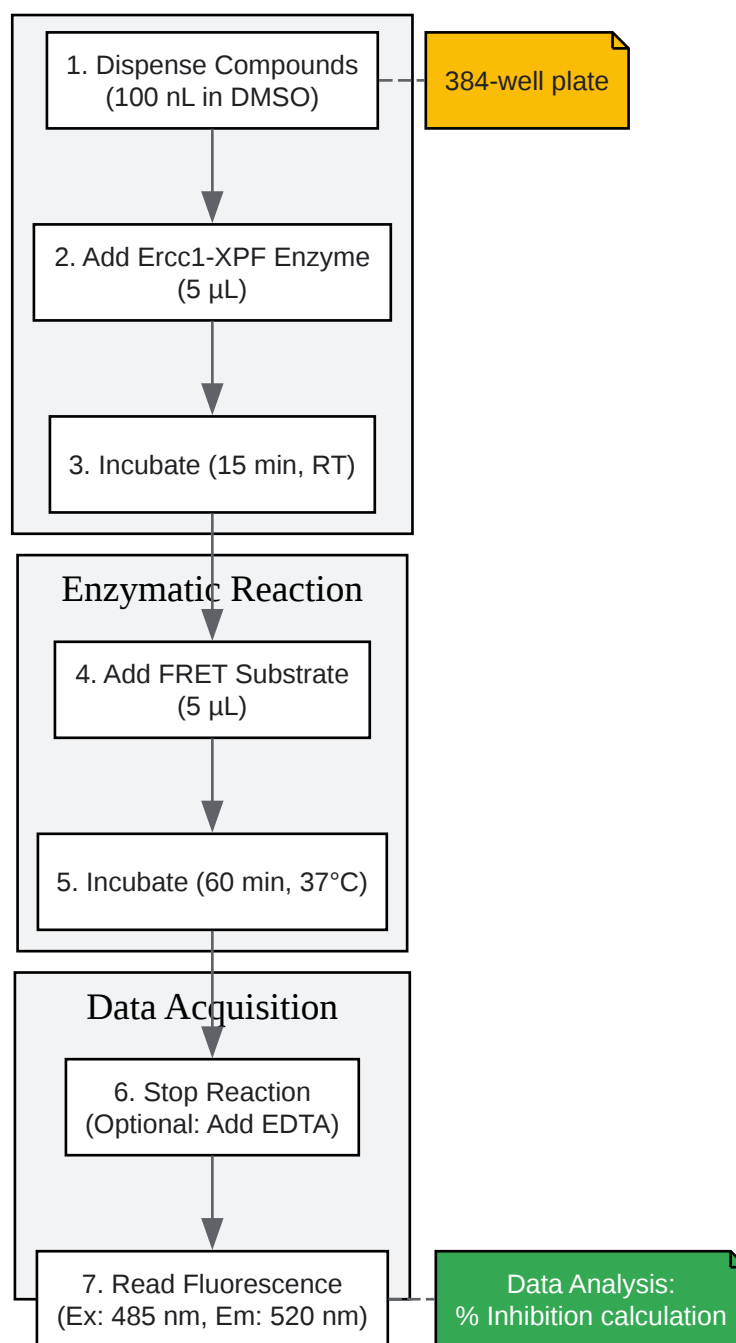 1. Dispense Compounds
(100 nL in DMSO)
384-well plate
2. Add Ercc1-XPF Enzyme
(5 µL)
3. Incubate (15 min, RT)
Enzymatic Reaction
4. Add FRET Substrate
(5 µL)
5. Incubate (60 min, 37°C)
Data Acquisition
6. Stop Reaction
(Optional: Add EDTA)
7. Read Fluorescence
(Ex: 485 nm, Em: 520 nm)
Data Analysis:
% Inhibition calculation